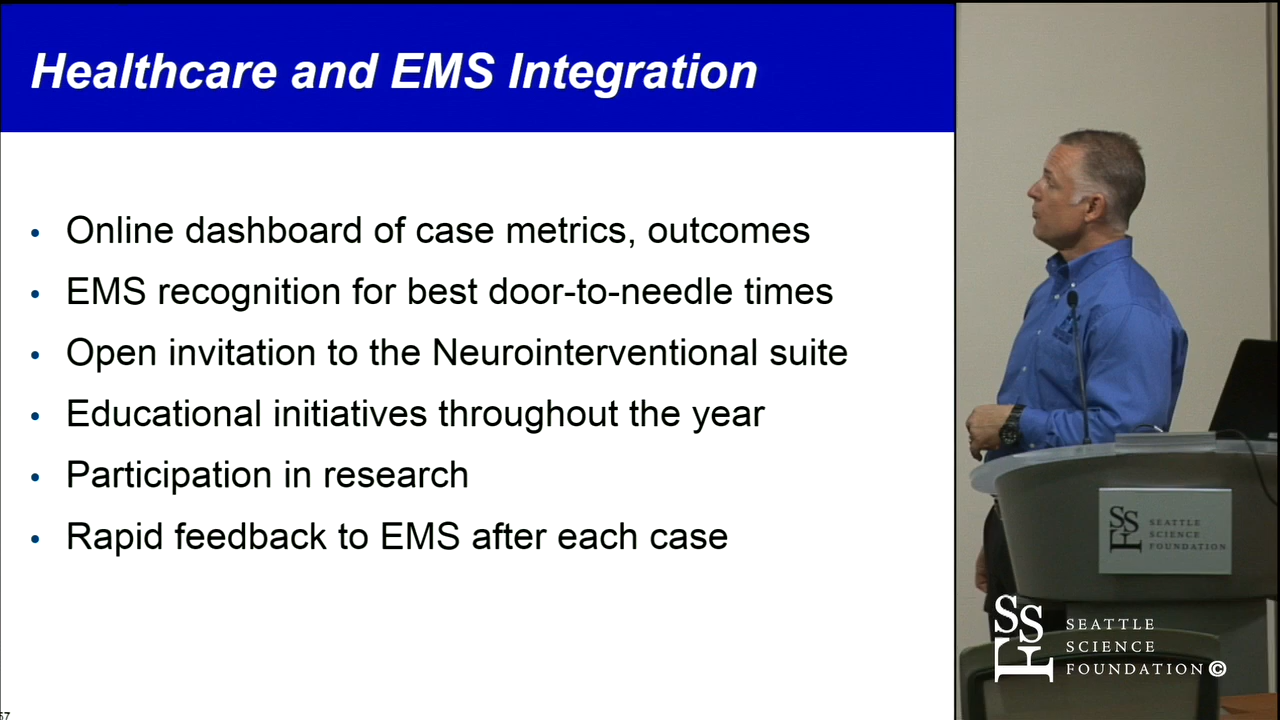 Healthcare and EMS Integration
• Online dashboard of case metrics, outcomes
• EMS recognition for best door-to-needle times
• Open invitation to the Neurointerventional suite
• Educational initiatives throughout the year
• Participation in research
• Rapid feedback to EMS after each case
57
SSF
SEATTLE
SCIENCE
FOUNDATION
SSF
SEATTLE
SCIENCE
FOUNDATION©